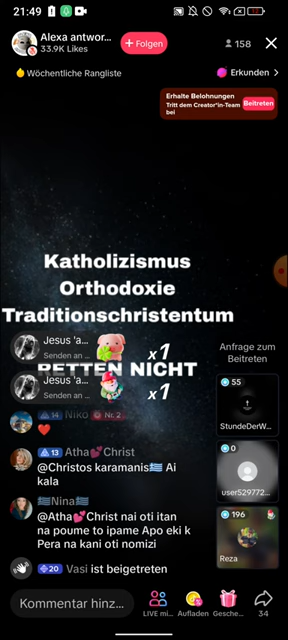 21:49
Alexa antwor...
33.9K Likes
+ Folgen
158
Wöchentliche Rangliste
Erkunden >
Erhalte Belohnungen
Tritt dem Creator*in-Team bei
Beitreten
Katholizismus
Orthodoxie
Traditionschristentum
RETTEN NICHT
Jesus 'a...
Senden an ...
x1
Jesus 'a...
Senden an ...
x1
Anfrage zum
Beitreten
55
StundeDerW...
0
user529772...
196
Reza
14 Niko Nr. 2
13 Atha💕Christ
@Christos karamanis🇬🇷 Ai
kala
🇬🇷Nina🇬🇷
@Atha💕Christ nai oti itan
na poume to ipame Apo eki k
Pera na kani oti nomizi
20 Vasi ist beigetreten
Kommentar hinz...
LIVE mi...
Aufladen
Gesche...
34